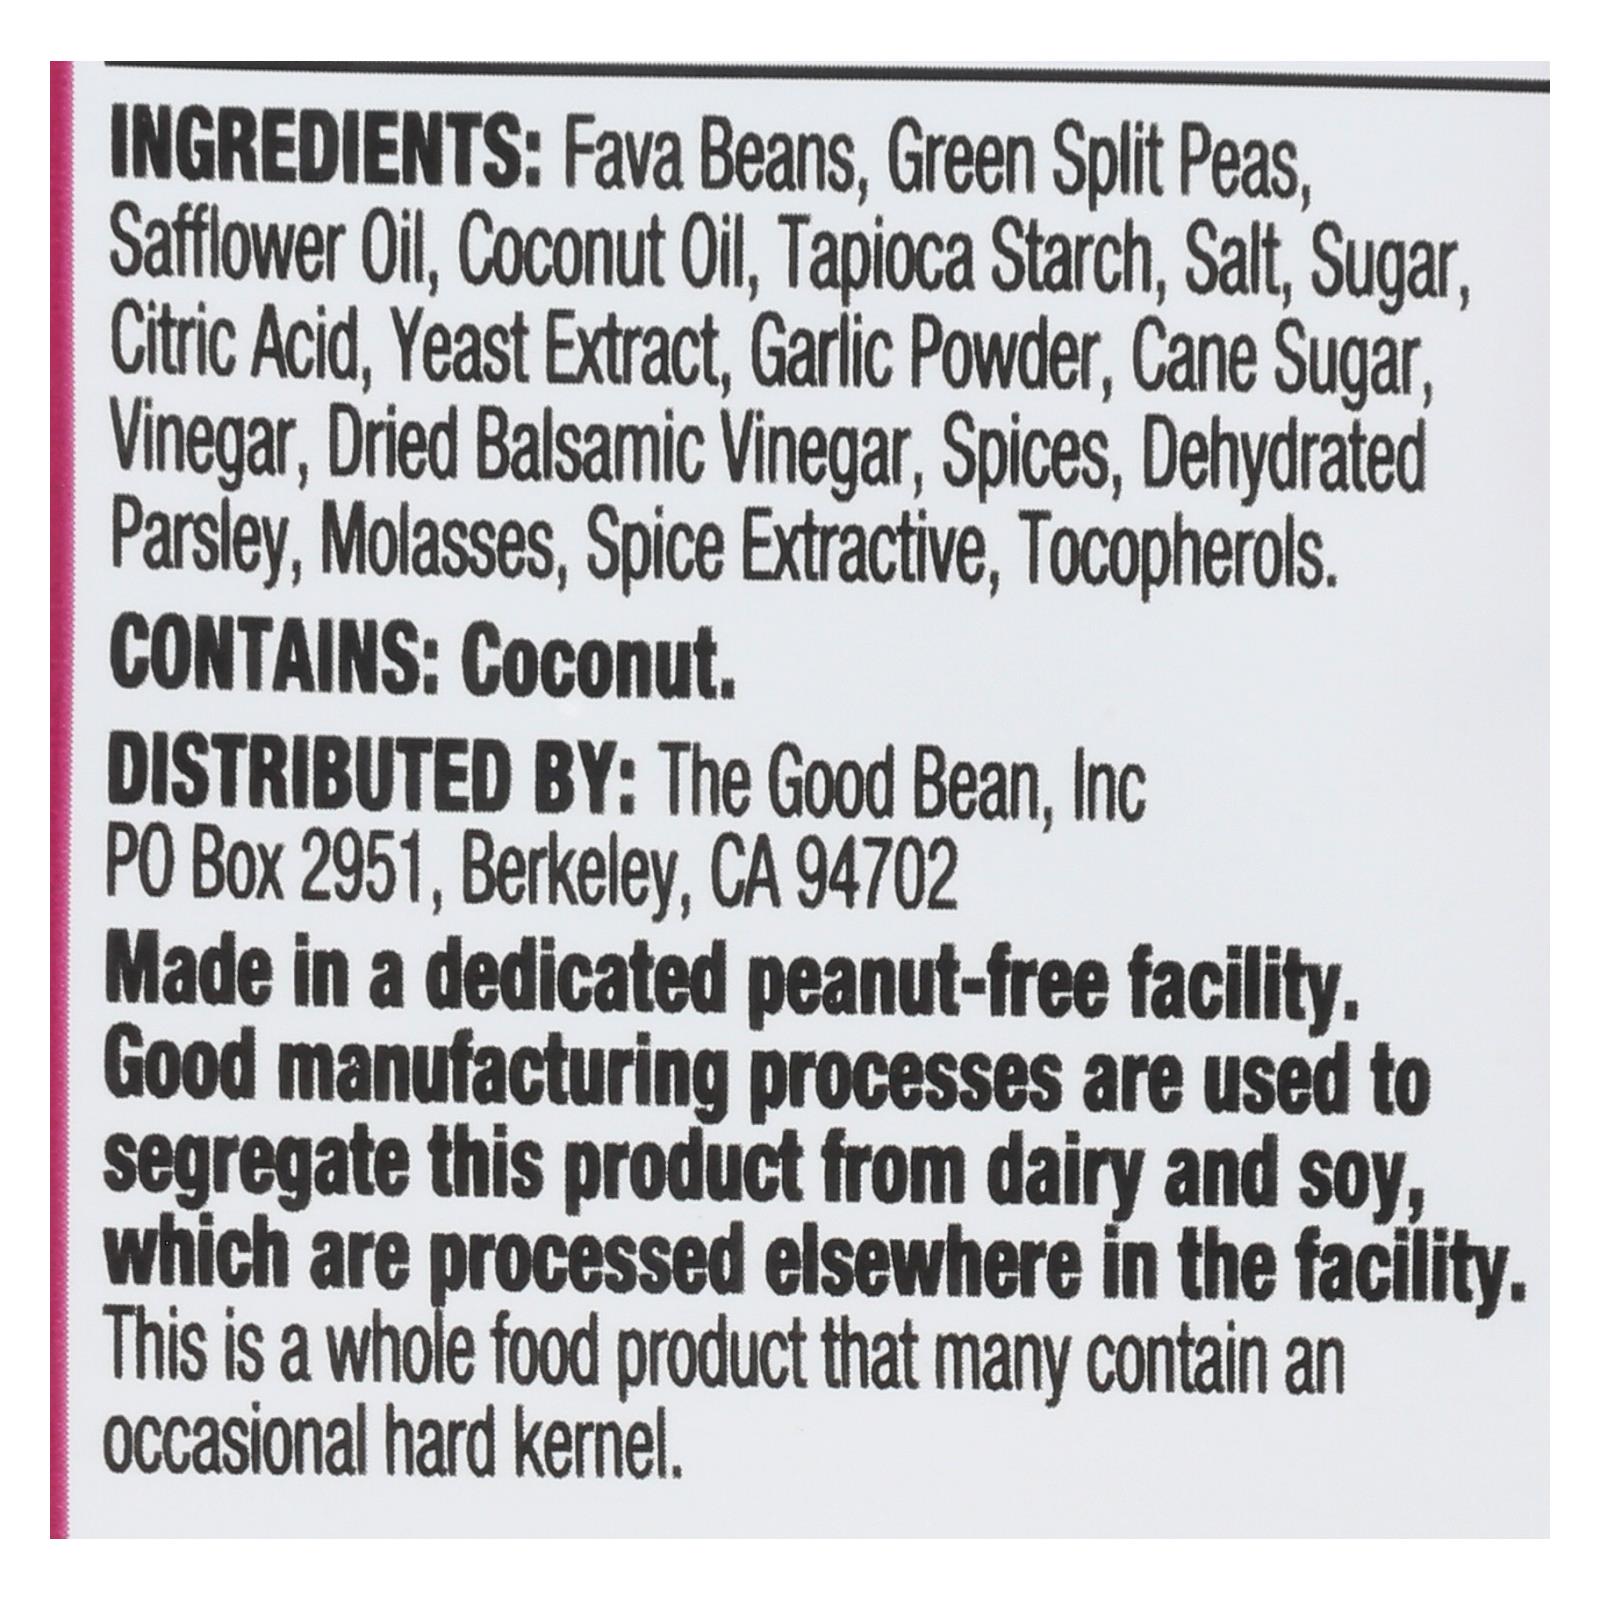 INGREDIENTS: Fava Beans, Green Split Peas,
Safflower Oil, Coconut Oil, Tapioca Starch, Salt, Sugar,
Citric Acid, Yeast Extract, Garlic Powder, Cane Sugar,
Vinegar, Dried Balsamic Vinegar, Spices, Dehydrated
Parsley, Molasses, Spice Extractive, Tocopherols.
CONTAINS: Coconut.
DISTRIBUTED BY: The Good Bean, Inc
PO Box 2951, Berkeley, CA 94702
Made in a dedicated peanut-free facility.
Good manufacturing processes are used to
segregate this product from dairy and soy,
which are processed elsewhere in the facility.
This is a whole food product that many contain an
occasional hard kernel.